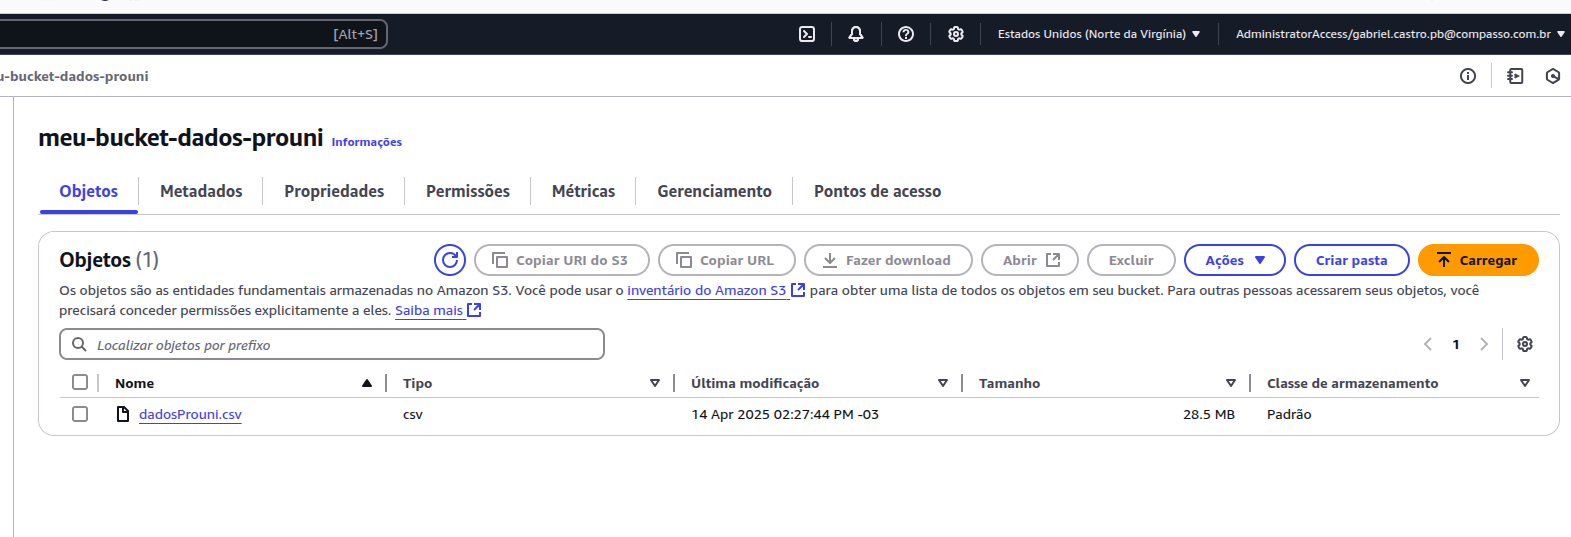 [Alt+S]
Estados Unidos (Norte da Virgínia)
AdministratorAccess/gabriel.castro.pb@compasso.com.br
u-bucket-dados-prouni
meu-bucket-dados-prouni Informações
Objetos Metadados Propriedades Permissões Métricas Gerenciamento Pontos de acesso
Objetos (1) Copiar URI do S3 Copiar URL Fazer download Abrir Excluir Ações Criar pasta Carregar
Os objetos são as entidades fundamentais armazenadas no Amazon S3. Você pode usar o inventário do Amazon S3 para obter uma lista de todos os objetos em seu bucket. Para outras pessoas acessarem seus objetos, você
precisará conceder permissões explicitamente a eles. Saiba mais
Localizar objetos por prefixo
1
Nome Tipo Última modificação Tamanho Classe de armazenamento
dadosProuni.csv csv 14 Apr 2025 02:27:44 PM -03 28.5 MB Padrão